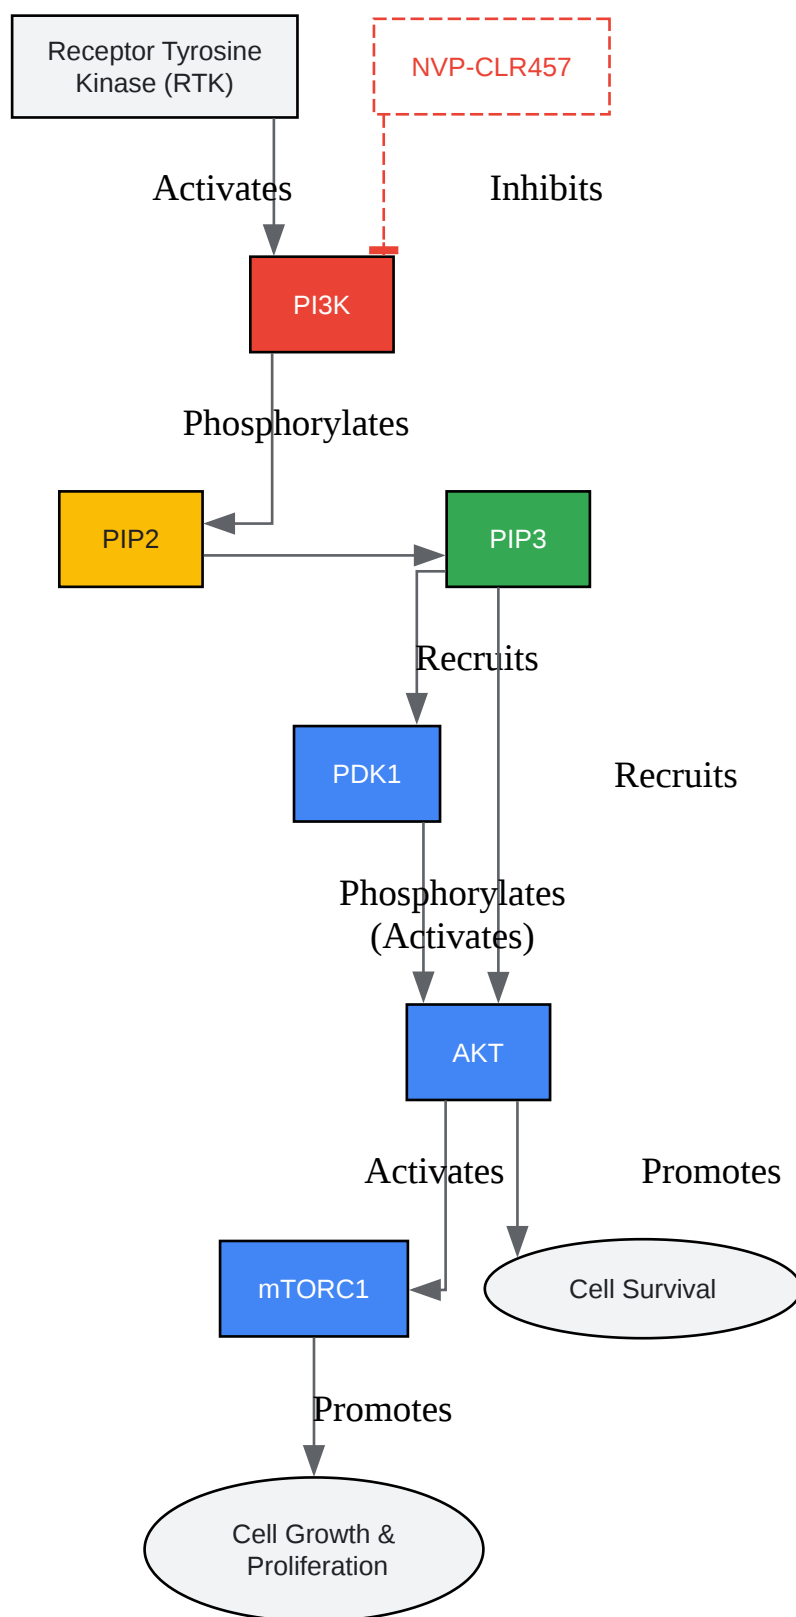 Receptor Tyrosine
Kinase (RTK)
NVP-CLR457
Activates
Inhibits
PI3K
Phosphorylates
PIP2
PIP3
Recruits
PDK1
Recruits
Phosphorylates
(Activates)
AKT
Activates
Promotes
mTORC1
Cell Survival
Promotes
Cell Growth &
Proliferation